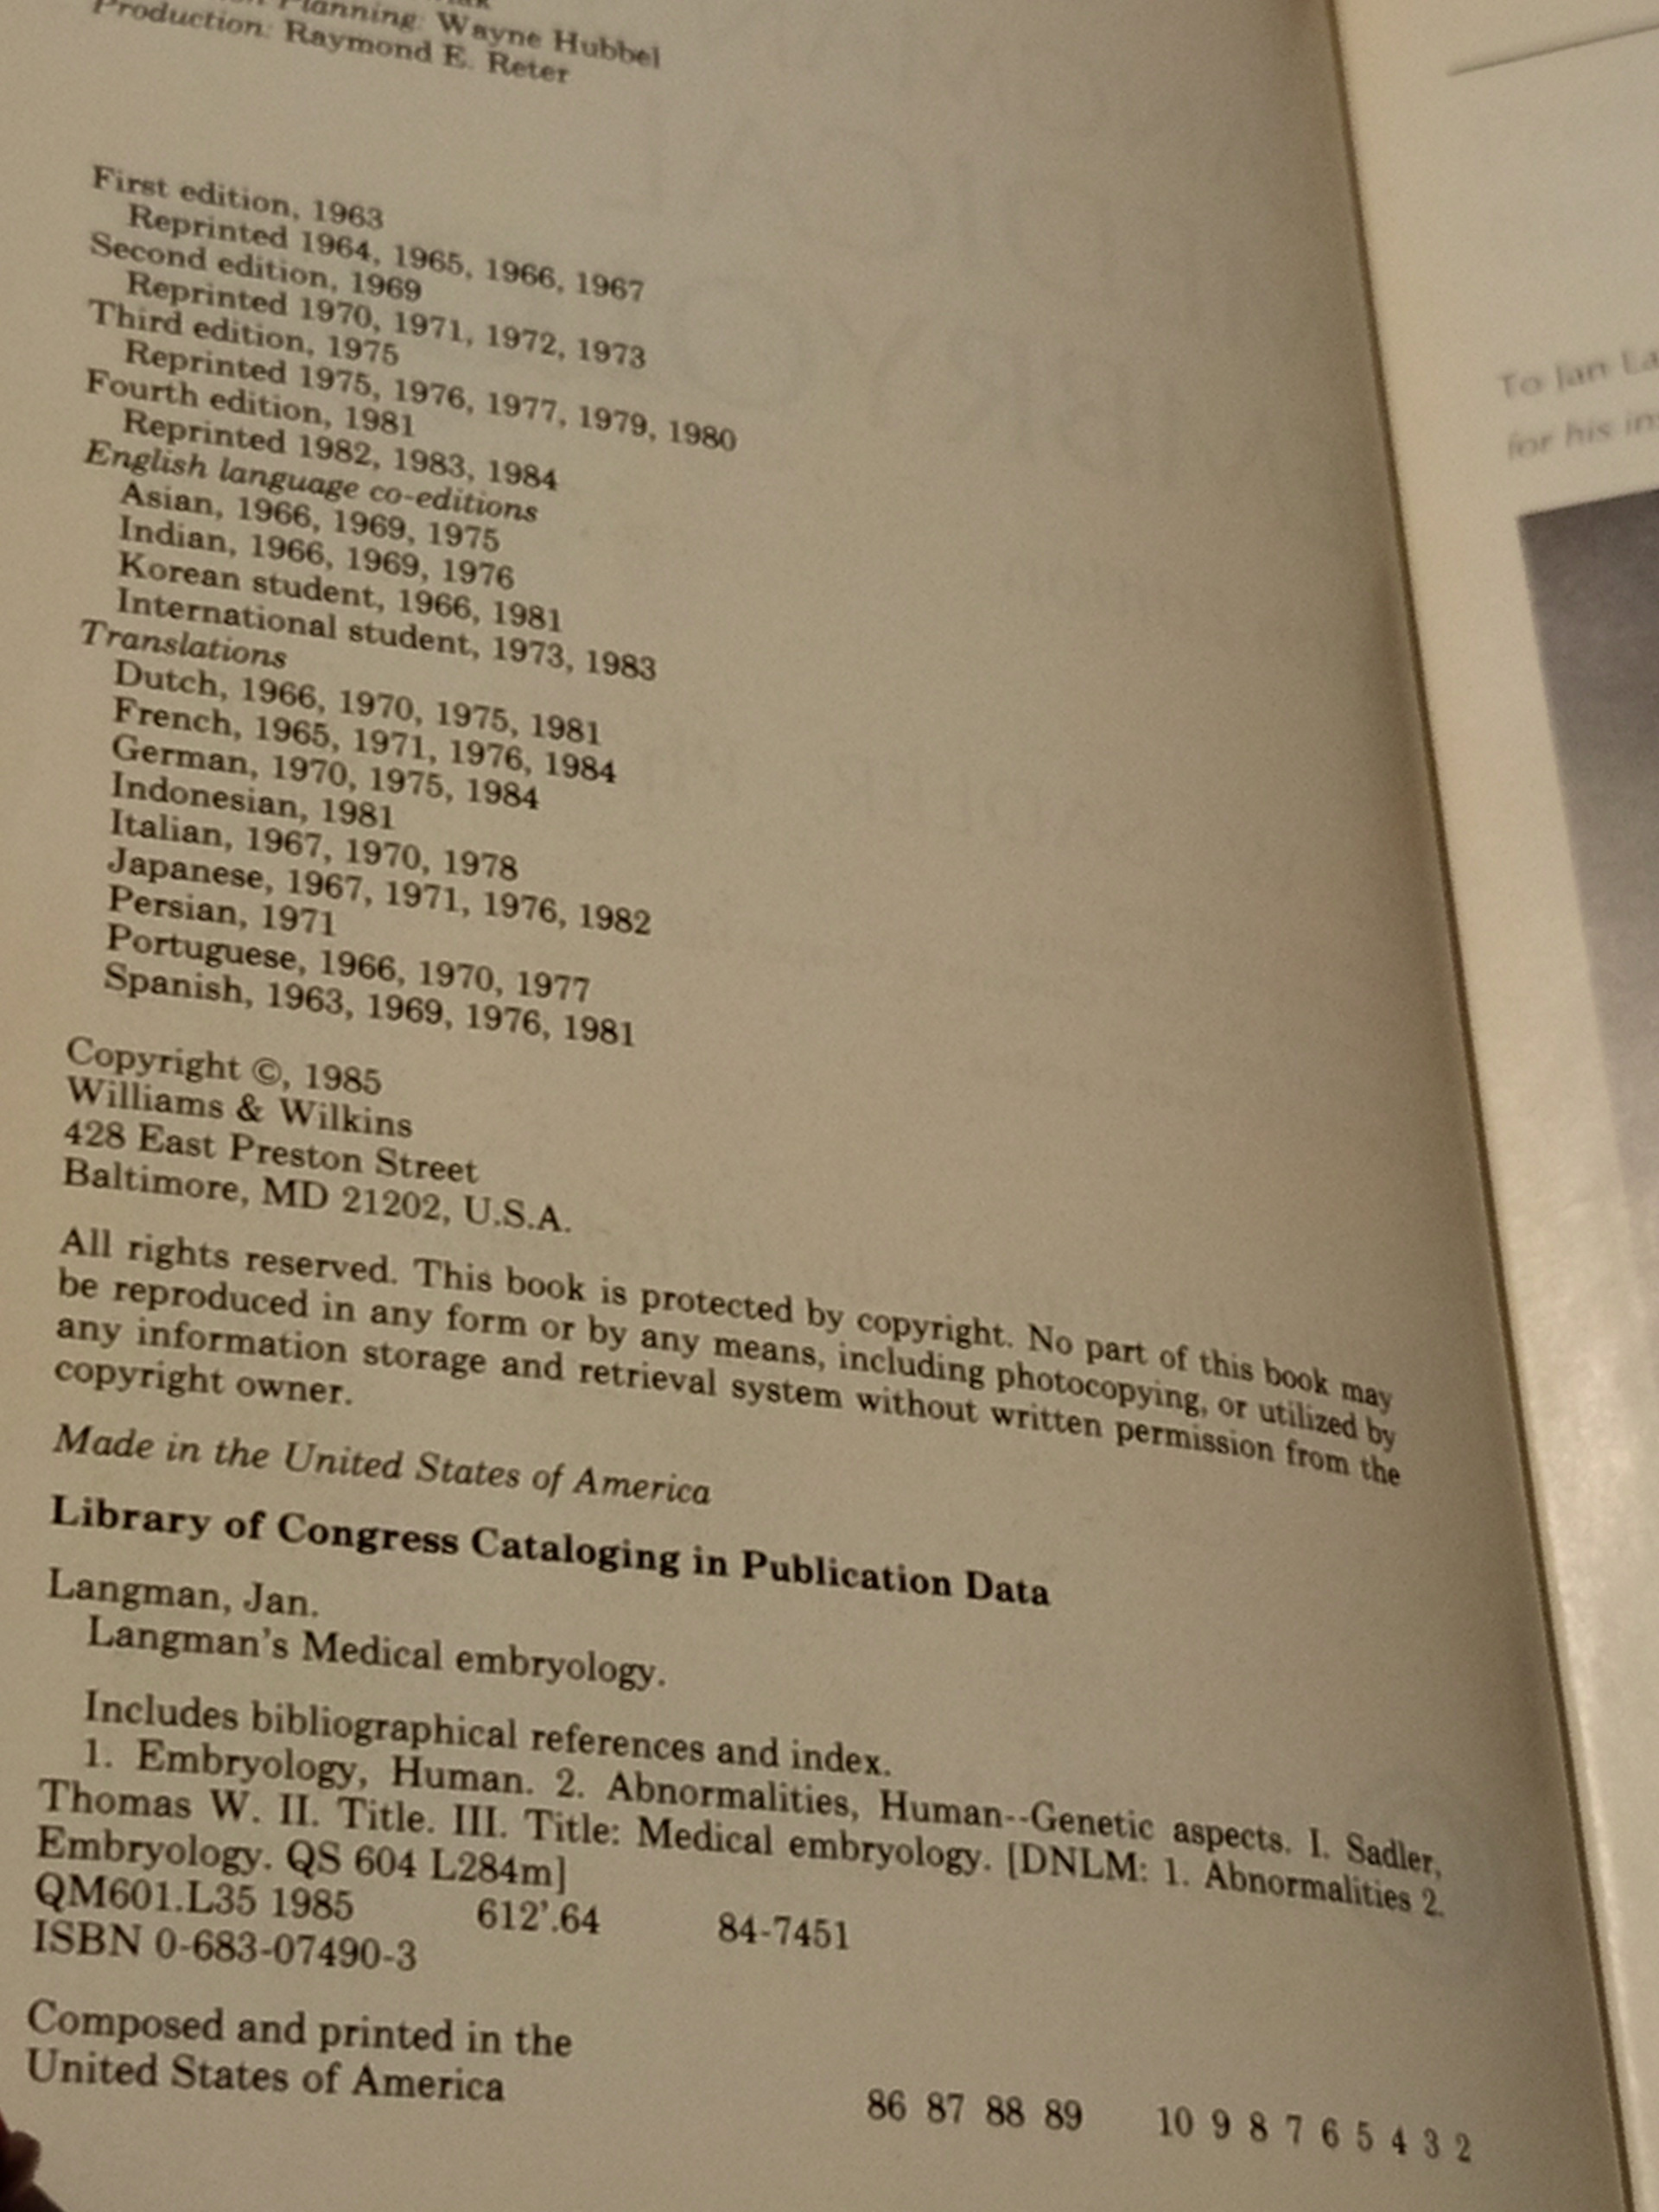 Planning: Wayne Hubbel
Production: Raymond E. Reter
First edition, 1963
Reprinted 1964, 1965, 1966, 1967
Second edition, 1969
Reprinted 1970, 1971, 1972, 1973
Third edition, 1975
Reprinted 1975, 1976, 1977, 1979, 1980
Fourth edition, 1981
Reprinted 1982, 1983, 1984
English language co-editions
Asian, 1966, 1969, 1975
Indian, 1966, 1969, 1976
Korean student, 1966, 1981
International student, 1973, 1983
Translations
Dutch, 1966, 1970, 1975, 1981
French, 1965, 1971, 1976, 1984
German, 1970, 1975, 1984
Indonesian, 1981
Italian, 1967, 1970, 1978
Japanese, 1967, 1971, 1976, 1982
Persian, 1971
Portuguese, 1966, 1970, 1977
Spanish, 1963, 1969, 1976, 1981
Copyright ©, 1985
Williams & Wilkins
428 East Preston Street
Baltimore, MD 21202, U.S.A.
All rights reserved. This book is protected by copyright. No part of this book may
be reproduced in any form or by any means, including photocopying, or utilized by
any information storage and retrieval system without written permission from the
copyright owner.
Made in the United States of America
Library of Congress Cataloging in Publication Data
Langman, Jan.
Langman's Medical embryology.
Includes bibliographical references and index.
1. Embryology, Human. 2. Abnormalities, Human--Genetic aspects. I. Sadler,
Thomas W. II. Title. III. Title: Medical embryology. [DNLM: 1. Abnormalities 2.
Embryology. QS 604 L284m]
QM601.L35 1985 612'.64 84-7451
ISBN 0-683-07490-3
Composed and printed in the
United States of America
86 87 88 89 10 9 8 7 6 5 4 3 2
To Jan
for his